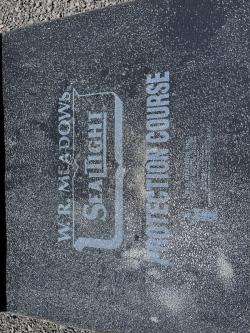 W.R. MEADOWS
SEALTIGHT
PROTECTION COURSE